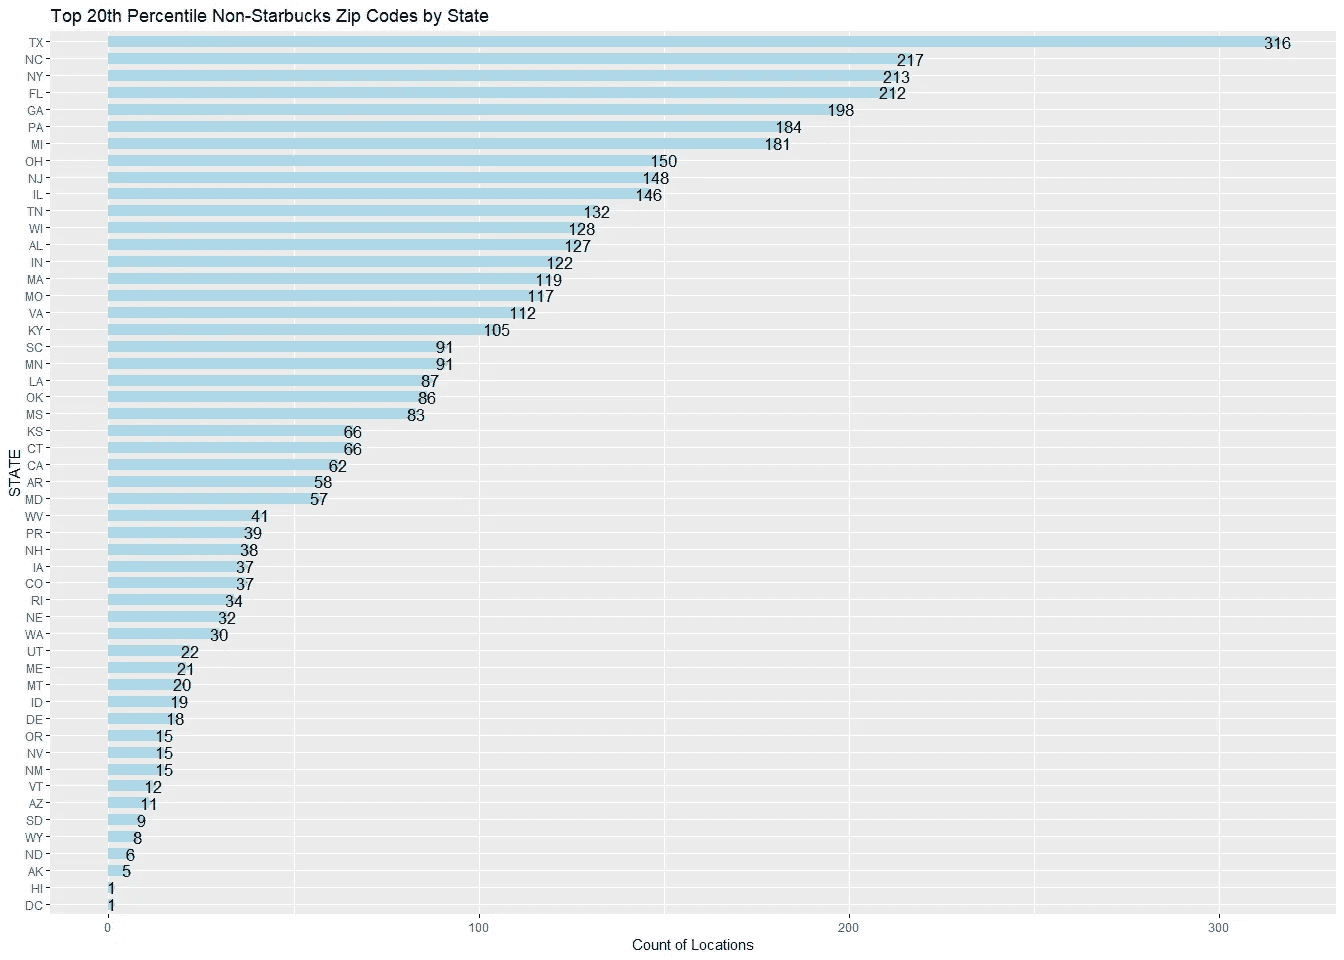 Top 20th Percentile Non-Starbucks Zip Codes by State
TX 316
NC 217
NY 213
FL 212
GA 198
PA 184
MI 181
OH 150
NJ 148
IL 146
TN 132
WI 128
AL 127
IN 122
MA 119
MO 117
VA 112
KY 105
SC 91
MN 91
LA 87
OK 86
MS 83
KS 66
CT 66
CA 62
AR 58
MD 57
WV 41
PR 39
NH 38
IA 37
CO 37
RI 34
NE 32
WA 30
UT 22
ME 21
MT 20
ID 19
DE 18
OR 15
NV 15
NM 15
VT 12
AZ 11
SD 9
WY 8
ND 6
AK 5
HI 1
DC 1
STATE
0 100 200 300
Count of Locations